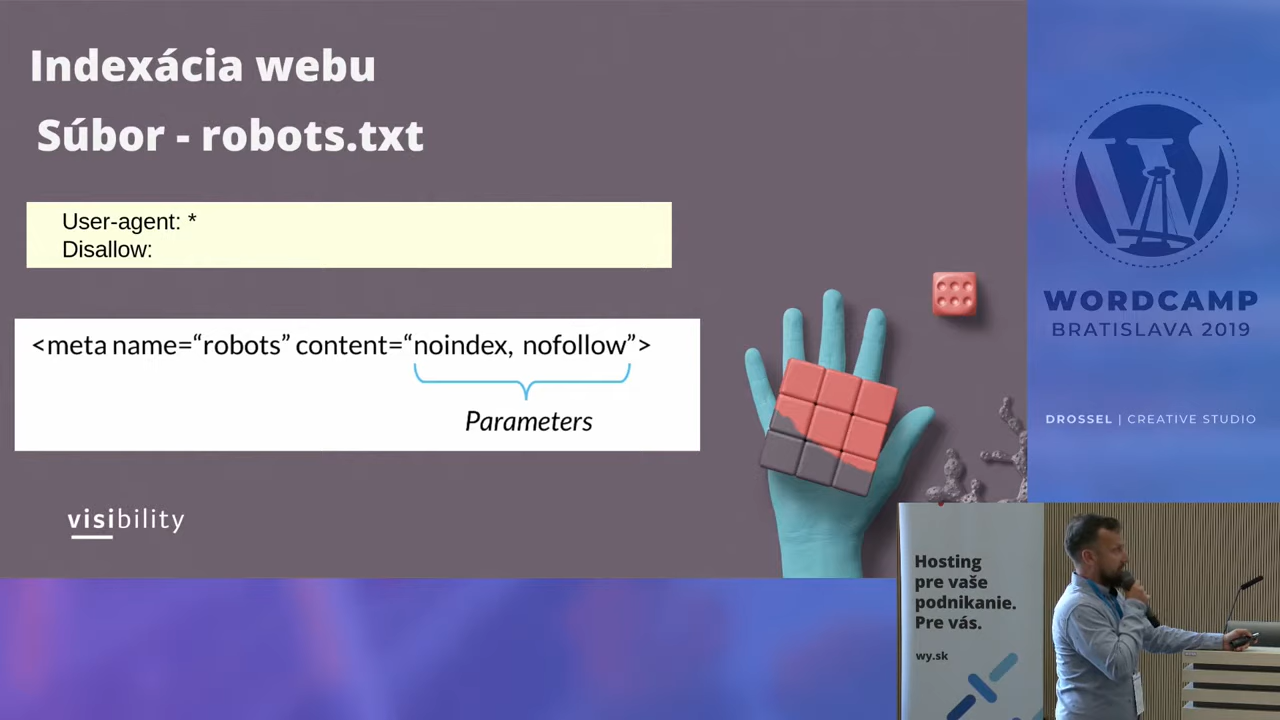 Indexácia webu
Súbor - robots.txt
User-agent: *
Disallow:
<meta name=“robots” content=“noindex, nofollow”>
Parameters
visibility
WORDCAMP
BRATISLAVA 2019
DROSSEL | CREATIVE STUDIO
Hosting
pre vaše
podnikanie.
Pre vás.
wy.sk